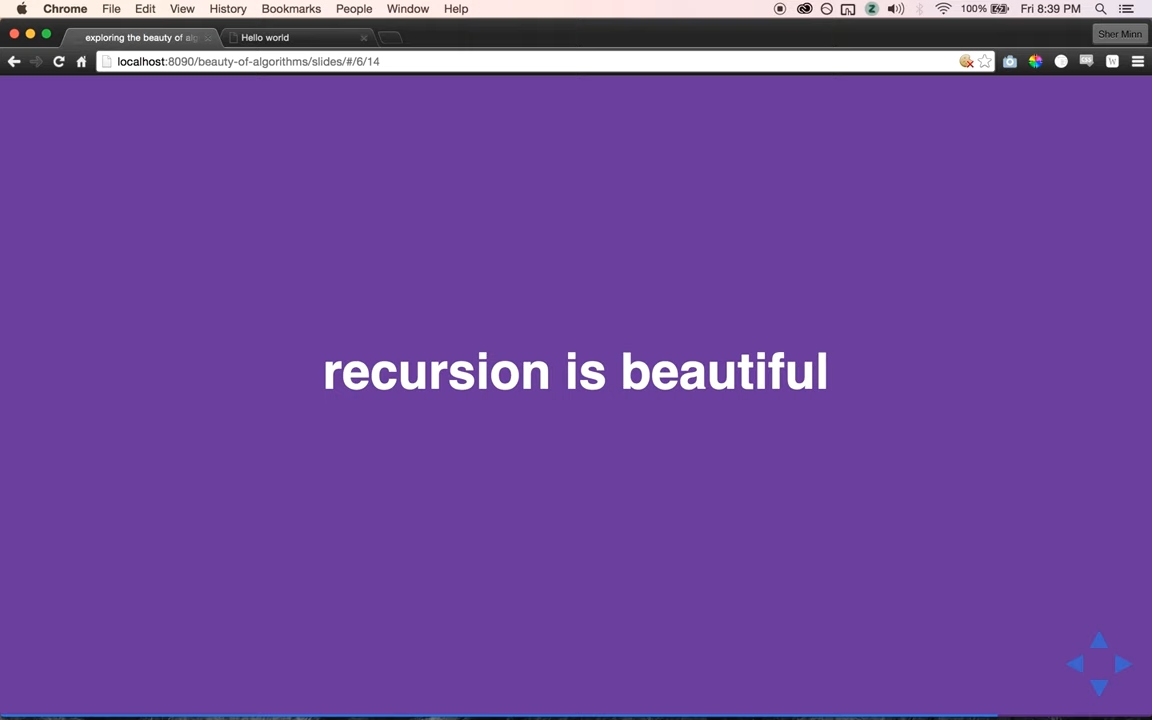 Chrome File Edit View History Bookmarks People Window Help 100% Fri 8:39 PM
exploring the beauty of alg Hello world Sher Minn
localhost:8090/beauty-of-algorithms/slides/#/6/14
recursion is beautiful